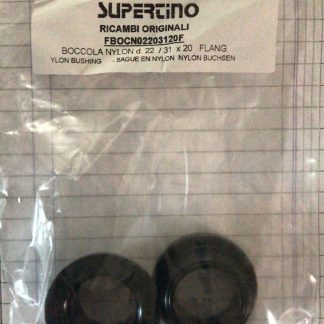 SUPERTINO
RICAMBI ORIGINALI
FBOCN02203120F
BOCCOLA NYLON d. 22 / 31 x 20 FLANG.
YLON BUSHING - BAGUE EN NYLON NYLON BUCHSEN